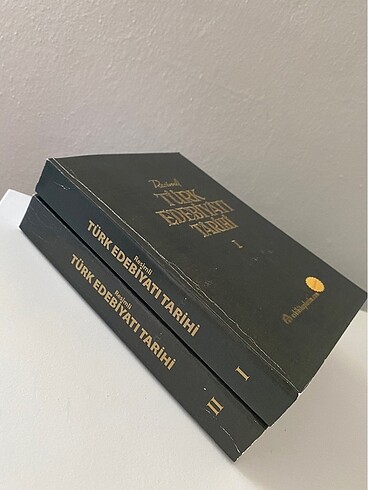 Resimli
TÜRK
EDEBİYATI
TARİHİ
I
Resimli
TÜRK EDEBİYATI TARİHİ
I
Resimli
TÜRK EDEBİYATI TARİHİ
II